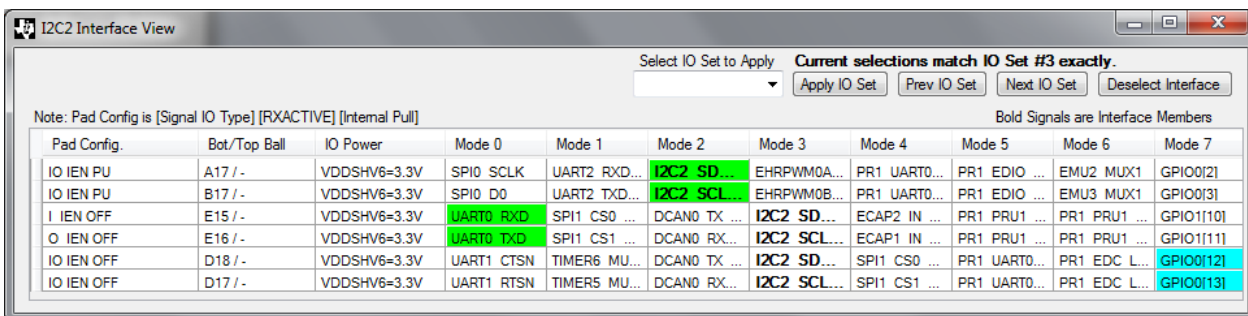 I2C2 Interface View
Select IO Set to Apply Current selections match IO Set #3 exactly.
Apply IO Set Prev IO Set Next IO Set Deselect Interface
Note: Pad Config is [Signal IO Type] [RXACTIVE] [Internal Pull] Bold Signals are Interface Members
Pad Config. Bot/Top Ball IO Power Mode 0 Mode 1 Mode 2 Mode 3 Mode 4 Mode 5 Mode 6 Mode 7
IO IEN PU A17 / - VDDSHV6=3.3V SPI0 SCLK UART2 RXD... I2C2 SD... EHRPWM0A... PR1 UART0... PR1 EDIO ... EMU2 MUX1 GPIO0[2]
IO IEN PU B17 / - VDDSHV6=3.3V SPI0 D0 UART2 TXD... I2C2 SCL... EHRPWM0B... PR1 UART0... PR1 EDIO ... EMU3 MUX1 GPIO0[3]
I IEN OFF E15 / - VDDSHV6=3.3V UART0 RXD SPI1 CS0 ... DCAN0 TX ... I2C2 SD... ECAP2 IN ... PR1 PRU1 ... PR1 PRU1 ... GPIO1[10]
O IEN OFF E16 / - VDDSHV6=3.3V UART0 TXD SPI1 CS1 ... DCAN0 RX... I2C2 SCL... ECAP1 IN ... PR1 PRU1 ... PR1 PRU1 ... GPIO1[11]
IO IEN OFF D18 / - VDDSHV6=3.3V UART1 CTSN TIMER6 MU... DCAN0 TX ... I2C2 SD... SPI1 CS0 ... PR1 UART0... PR1 EDC L... GPIO0[12]
IO IEN OFF D17 / - VDDSHV6=3.3V UART1 RTSN TIMER5 MU... DCAN0 RX... I2C2 SCL... SPI1 CS1 ... PR1 UART0... PR1 EDC L... GPIO0[13]